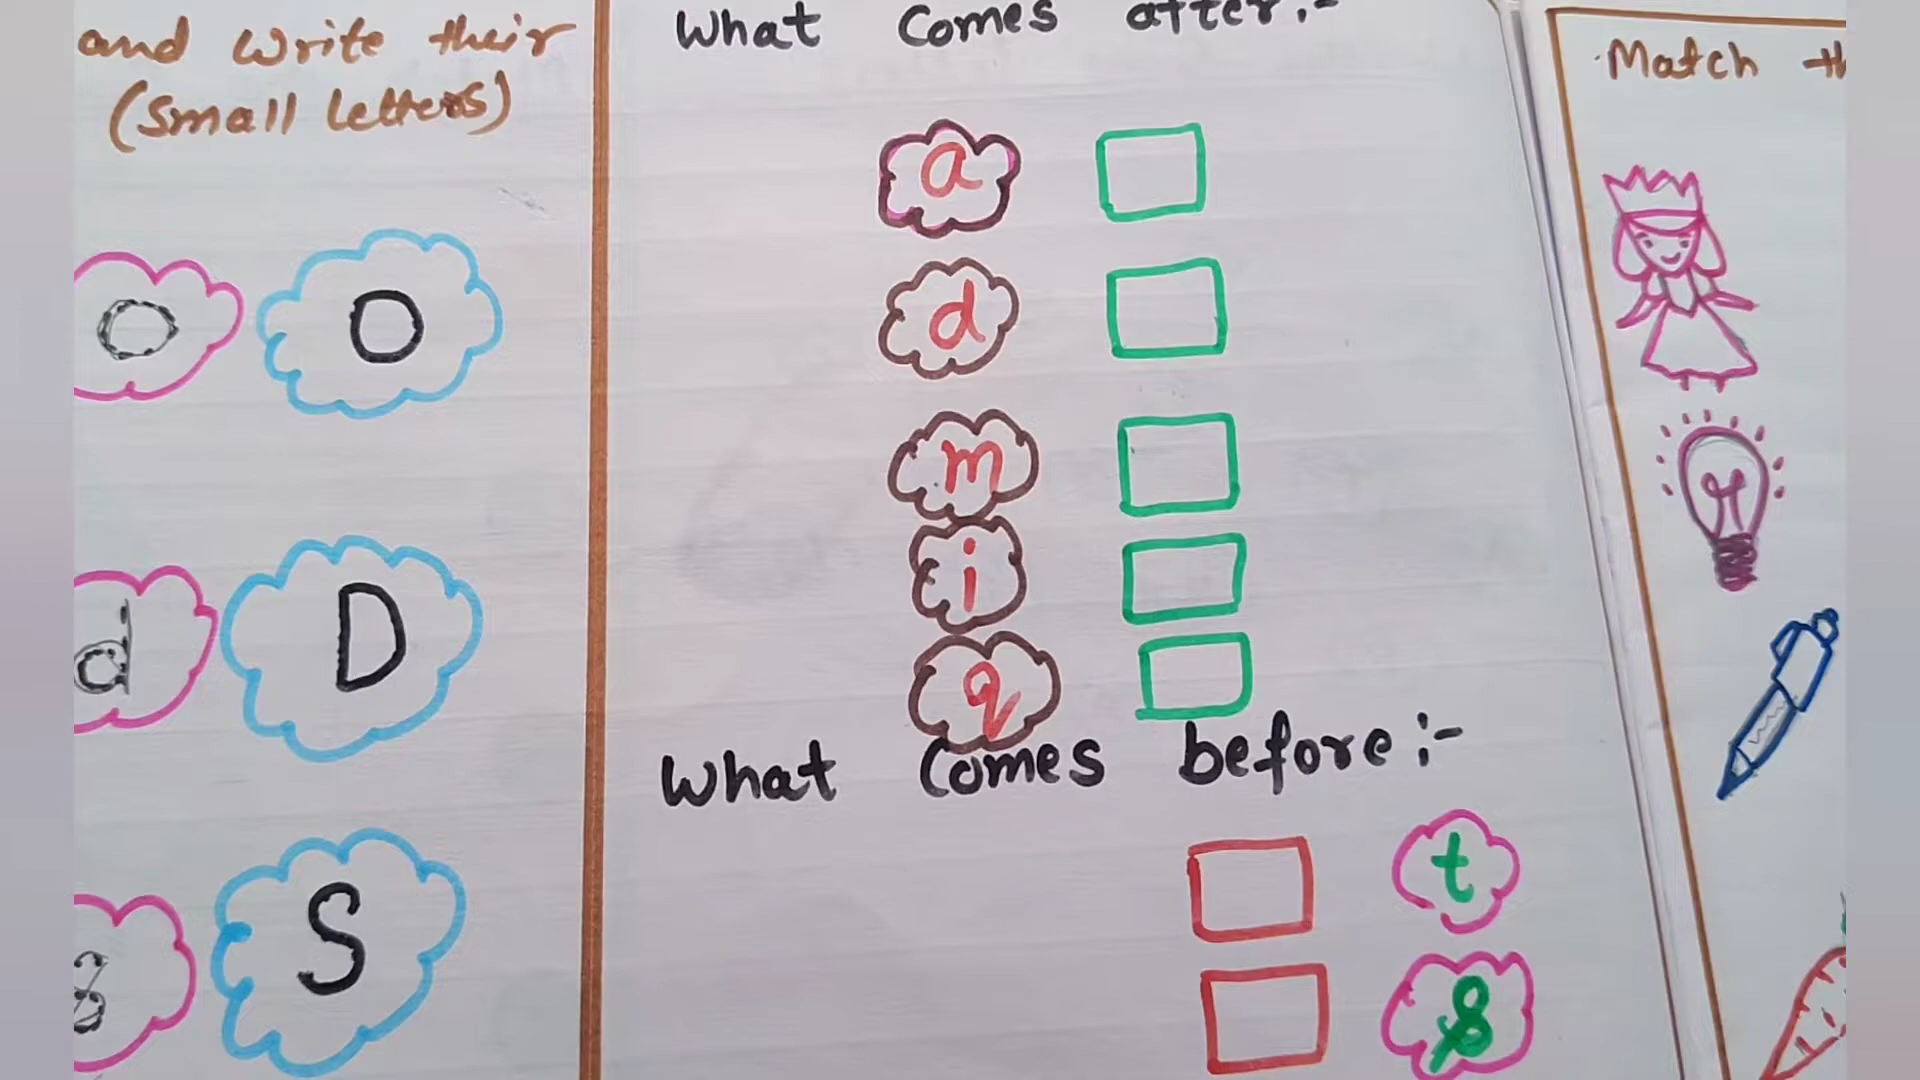 and write their
(Small letters)
o O
d D
s S
What Comes after:-
a
d
m
i
q
What Comes before:-
t
Match